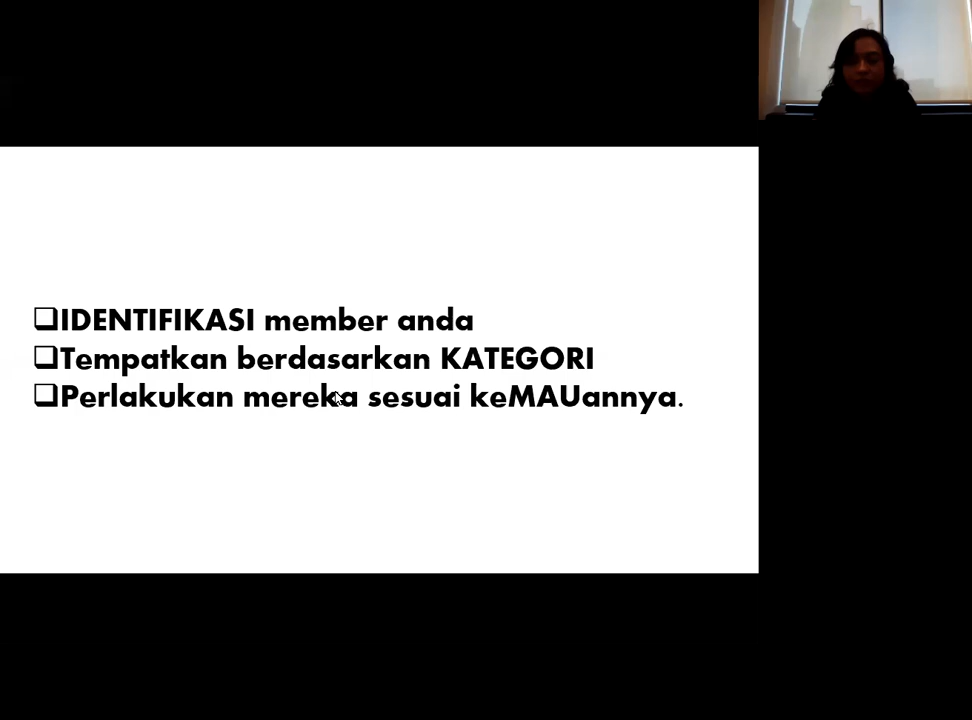 ❑IDENTIFIKASI member anda
❑Tempatkan berdasarkan KATEGORI
❑Perlakukan mereka sesuai keMAUannya.